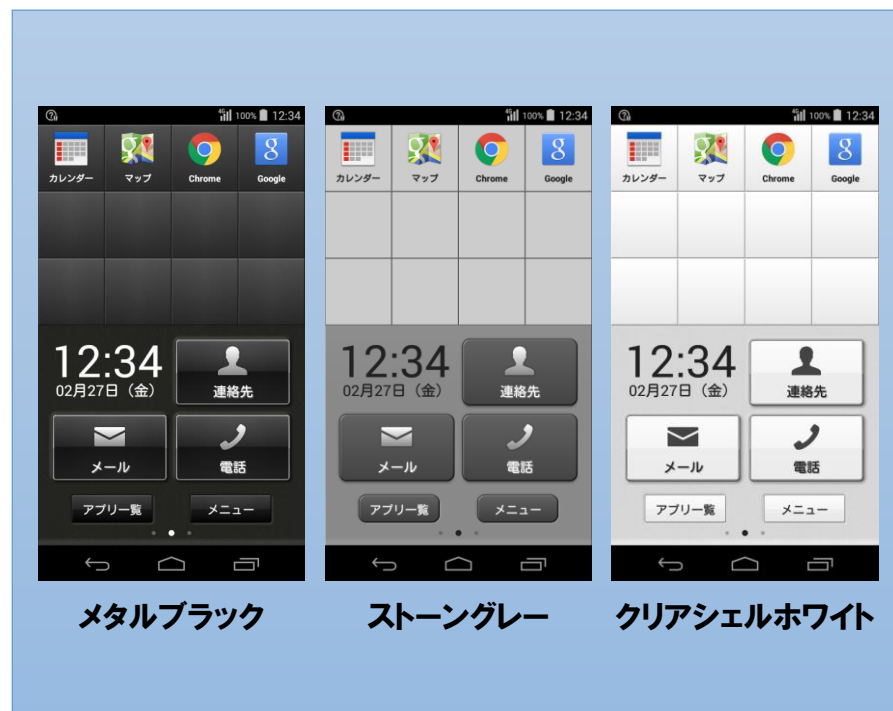 4G 100% 12:34
カレンダー マップ Chrome Google
12:34
02月27日（金）
連絡先
メール
電話
アプリ一覧
メニュー
メタルブラック
4G 100% 12:34
カレンダー マップ Chrome Google
12:34
02月27日（金）
連絡先
メール
電話
アプリ一覧
メニュー
ストーングレー
4G 100% 12:34
カレンダー マップ Chrome Google
12:34
02月27日（金）
連絡先
メール
電話
アプリ一覧
メニュー
クリアシェルホワイト